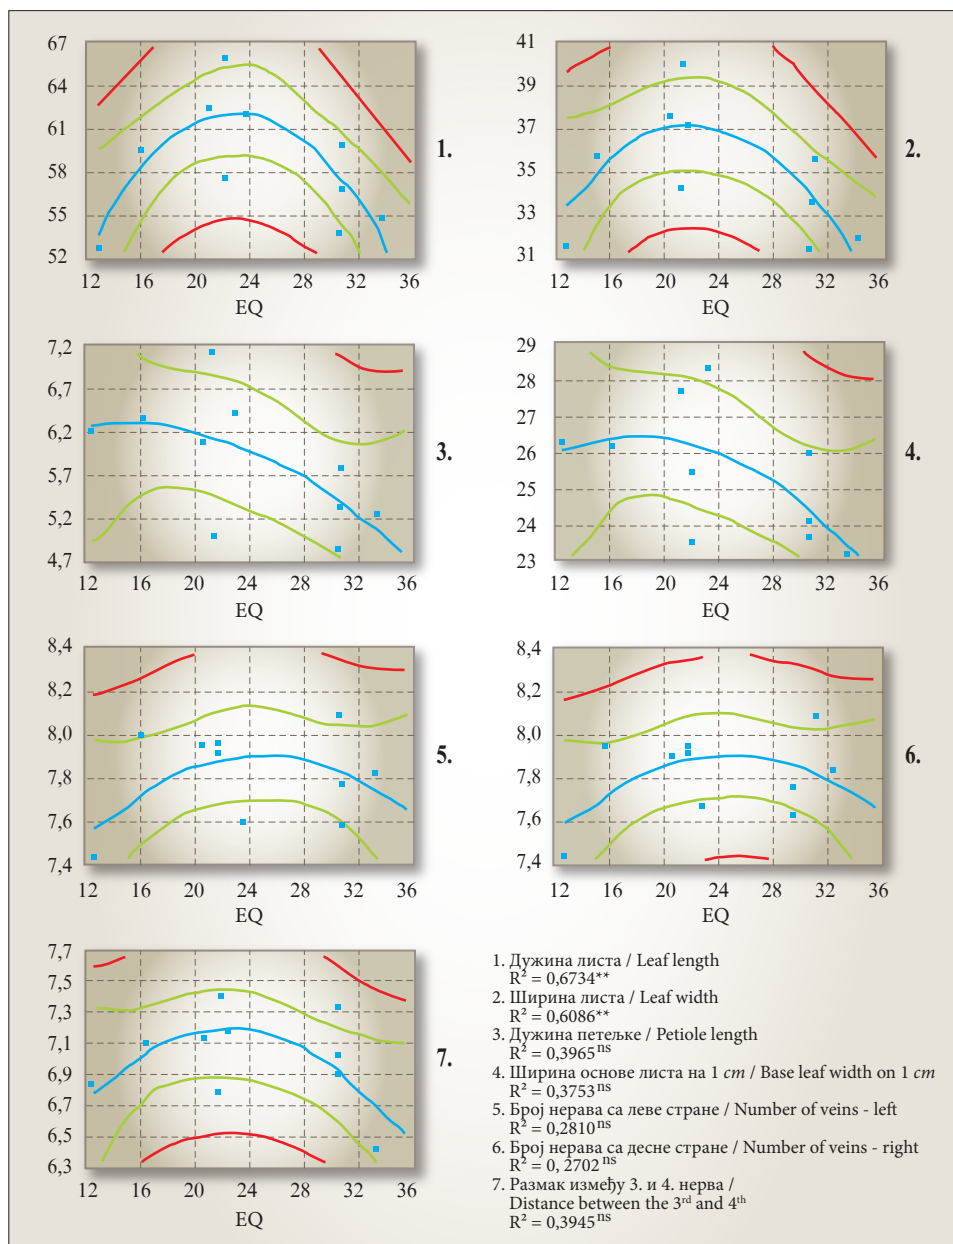 67
64
61
58
55
52
12 16 20 24 28 32 36
EQ
1.
41
39
37
35
33
31
12 16 20 24 28 32 36
EQ
2.
7,2
6,7
6,2
5,7
5,2
4,7
12 16 20 24 28 32 36
EQ
3.
29
28
27
26
25
24
23
12 16 20 24 28 32 36
EQ
4.
8,4
8,2
8,0
7,8
7,6
7,4
12 16 20 24 28 32 36
EQ
5.
8,4
8,2
8,0
7,8
7,6
7,4
12 16 20 24 28 32 36
EQ
6.
7,7
7,5
7,3
7,1
6,9
6,7
6,5
6,3
12 16 20 24 28 32 36
EQ
7.
1. Дужина листа / Leaf length
R² = 0,6734**
2. Ширина листа / Leaf width
R² = 0,6086**
3. Дужина петељке / Petiole length
R² = 0,3965ns
4. Ширина основе листа на 1 cm / Base leaf width on 1 cm
R² = 0,3753ns
5. Број нерава са леве стране / Number of veins - left
R² = 0,2810ns
6. Број нерава са десне стране / Number of veins - right
R² = 0, 2702ns
7. Размак између 3. и 4. нерва /
Distance between the 3rd and 4th
R² = 0,3945ns